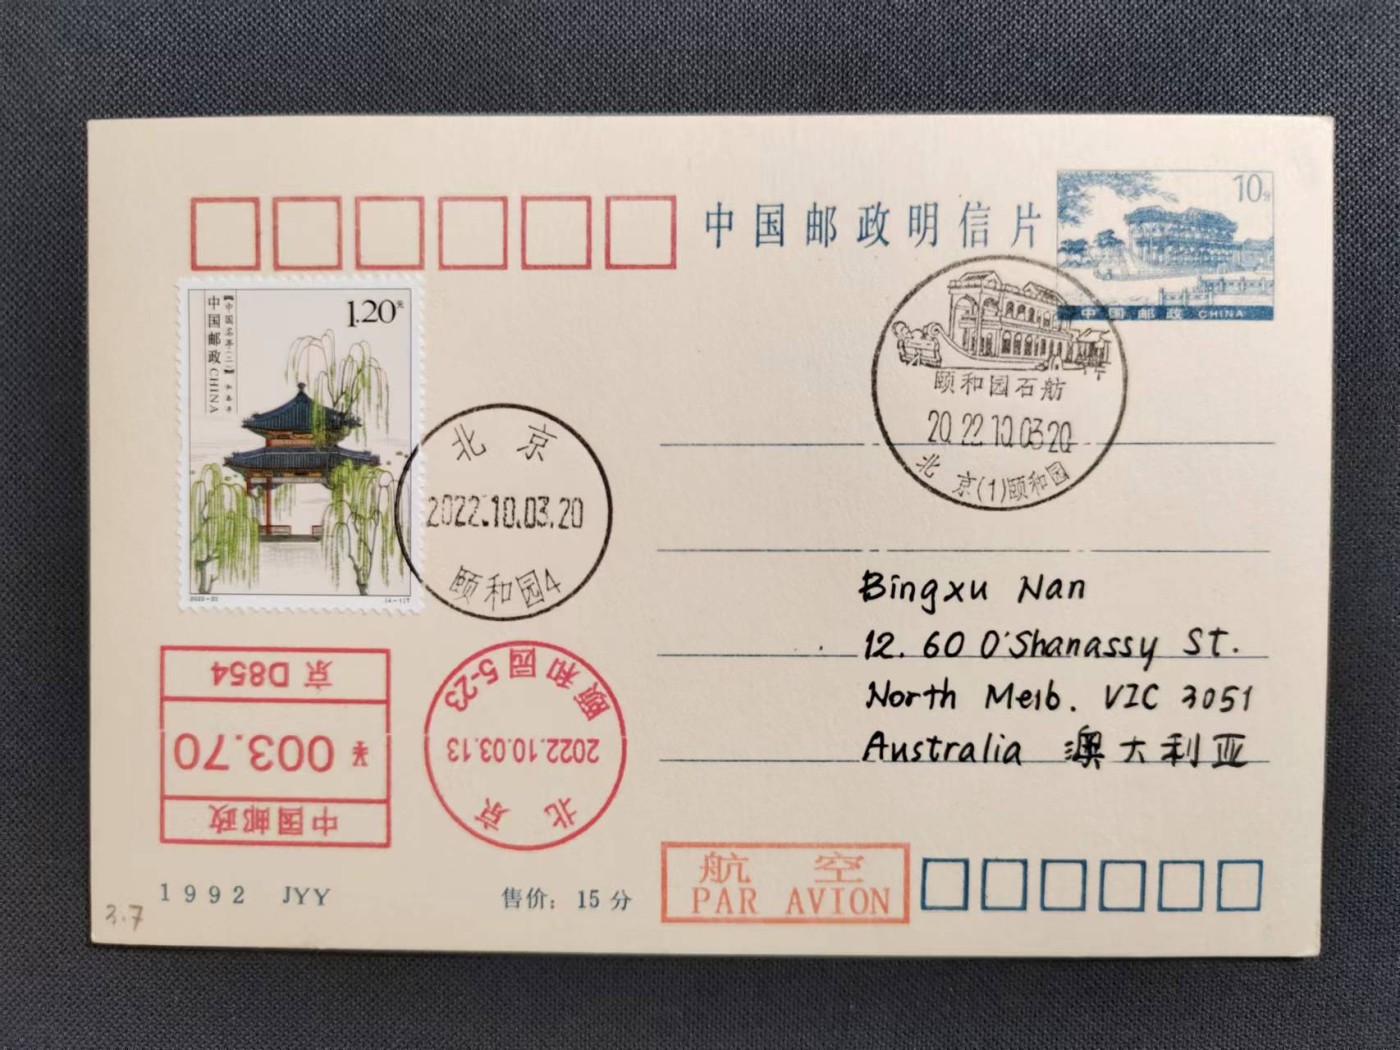 中国邮政明信片
10分
中国邮政 CHINA
1.20元
中国邮政 CHINA
颐和园石舫
2022.10.03.20
北京(1)颐和园
北京
2022.10.03.20
颐和园4
Bingxu Nan
12. 60 O'Shanassy St.
North Melb. VIC 3051
Australia 澳大利亚
京 D854
¥ 003.70
中国邮政
颐和园5-23
2022.10.03.13
北京
航空
PAR AVION
1992 JYY
售价：15分
3.7